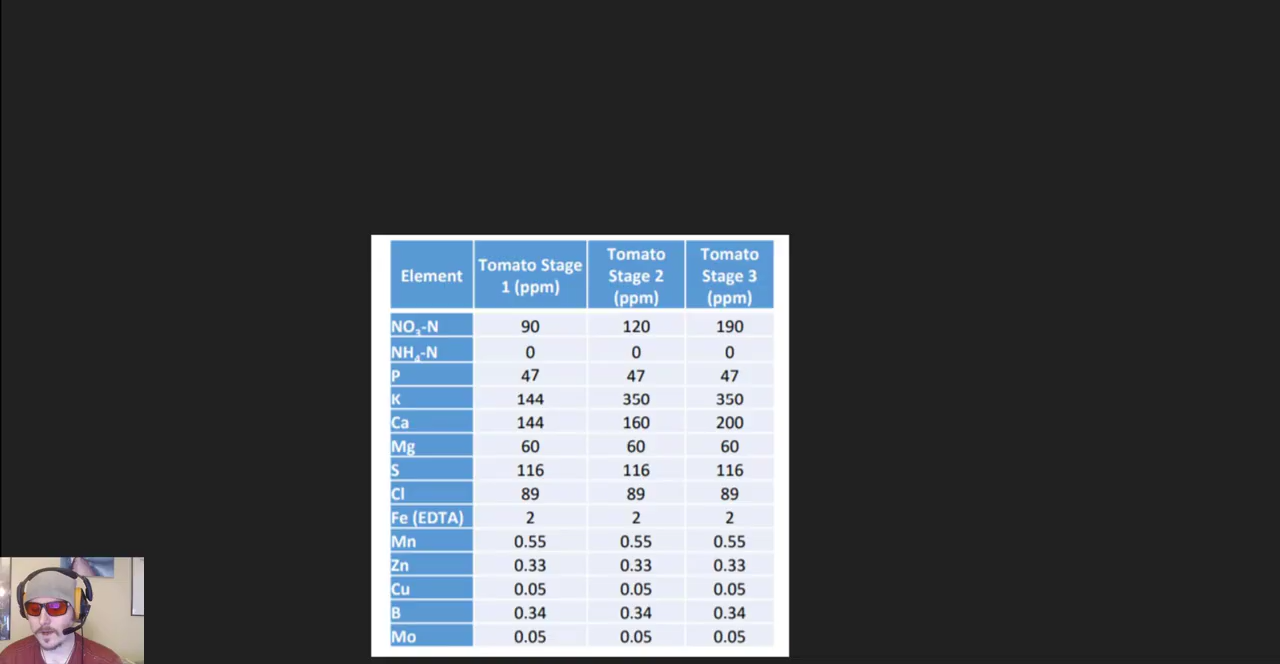 Element Tomato Stage 1 (ppm) Tomato Stage 2 (ppm) Tomato Stage 3 (ppm)
NO₃-N 90 120 190
NH₄-N 0 0 0
P 47 47 47
K 144 350 350
Ca 144 160 200
Mg 60 60 60
S 116 116 116
Cl 89 89 89
Fe (EDTA) 2 2 2
Mn 0.55 0.55 0.55
Zn 0.33 0.33 0.33
Cu 0.05 0.05 0.05
B 0.34 0.34 0.34
Mo 0.05 0.05 0.05